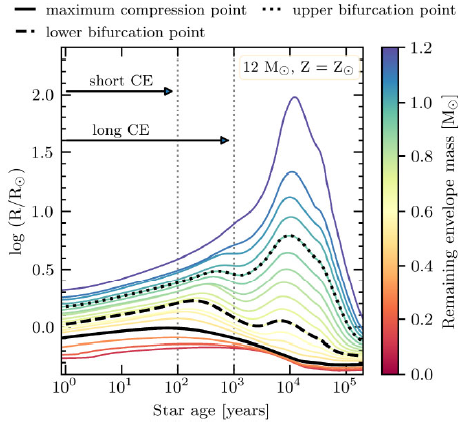 maximum compression point
upper bifurcation point
lower bifurcation point
12 M☉, Z = Z☉
short CE
long CE
2.0
1.5
1.0
0.5
0.0
log (R/R☉)
10⁰
10¹
10²
10³
10⁴
10⁵
Star age [years]
1.2
1.0
0.8
0.6
0.4
0.2
0.0
Remaining envelope mass [M☉]